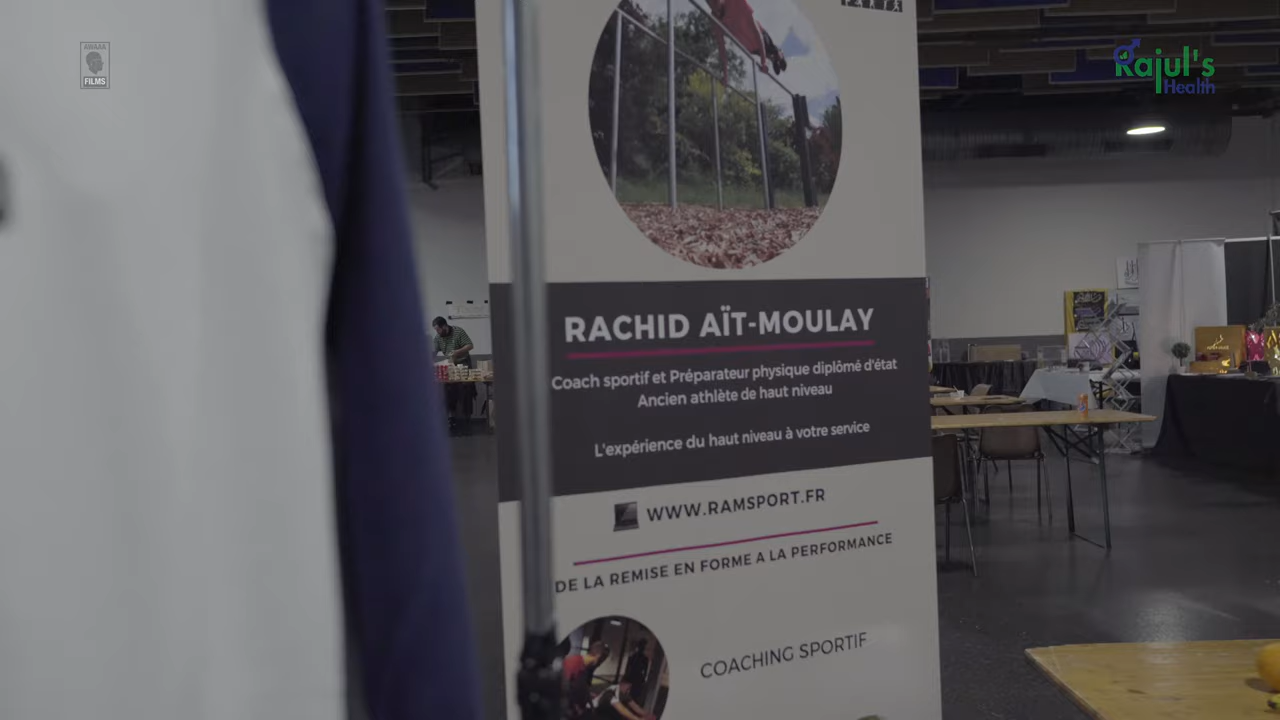 AWAAA
FILMS
Rajul's
Health
RACHID AÏT-MOULAY
Coach sportif et Préparateur physique diplômé d'état
Ancien athlète de haut niveau
L'expérience du haut niveau à votre service
WWW.RAMSPORT.FR
DE LA REMISE EN FORME A LA PERFORMANCE
COACHING SPORTIF